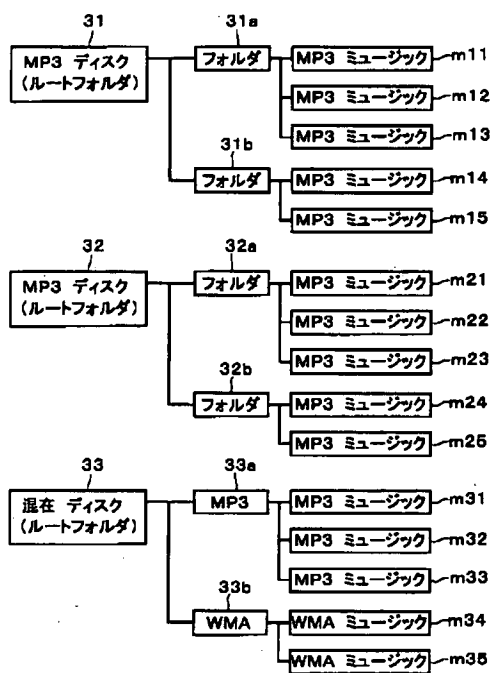 31
31a
MP3 ディスク
(ルートフォルダ)
フォルダ
MP3 ミュージック
m11
MP3 ミュージック
m12
MP3 ミュージック
m13
31b
フォルダ
MP3 ミュージック
m14
MP3 ミュージック
m15
32
32a
MP3 ディスク
(ルートフォルダ)
フォルダ
MP3 ミュージック
m21
MP3 ミュージック
m22
MP3 ミュージック
m23
32b
フォルダ
MP3 ミュージック
m24
MP3 ミュージック
m25
33
33a
混在 ディスク
(ルートフォルダ)
MP3
MP3 ミュージック
m31
MP3 ミュージック
m32
MP3 ミュージック
m33
33b
WMA
WMA ミュージック
m34
WMA ミュージック
m35